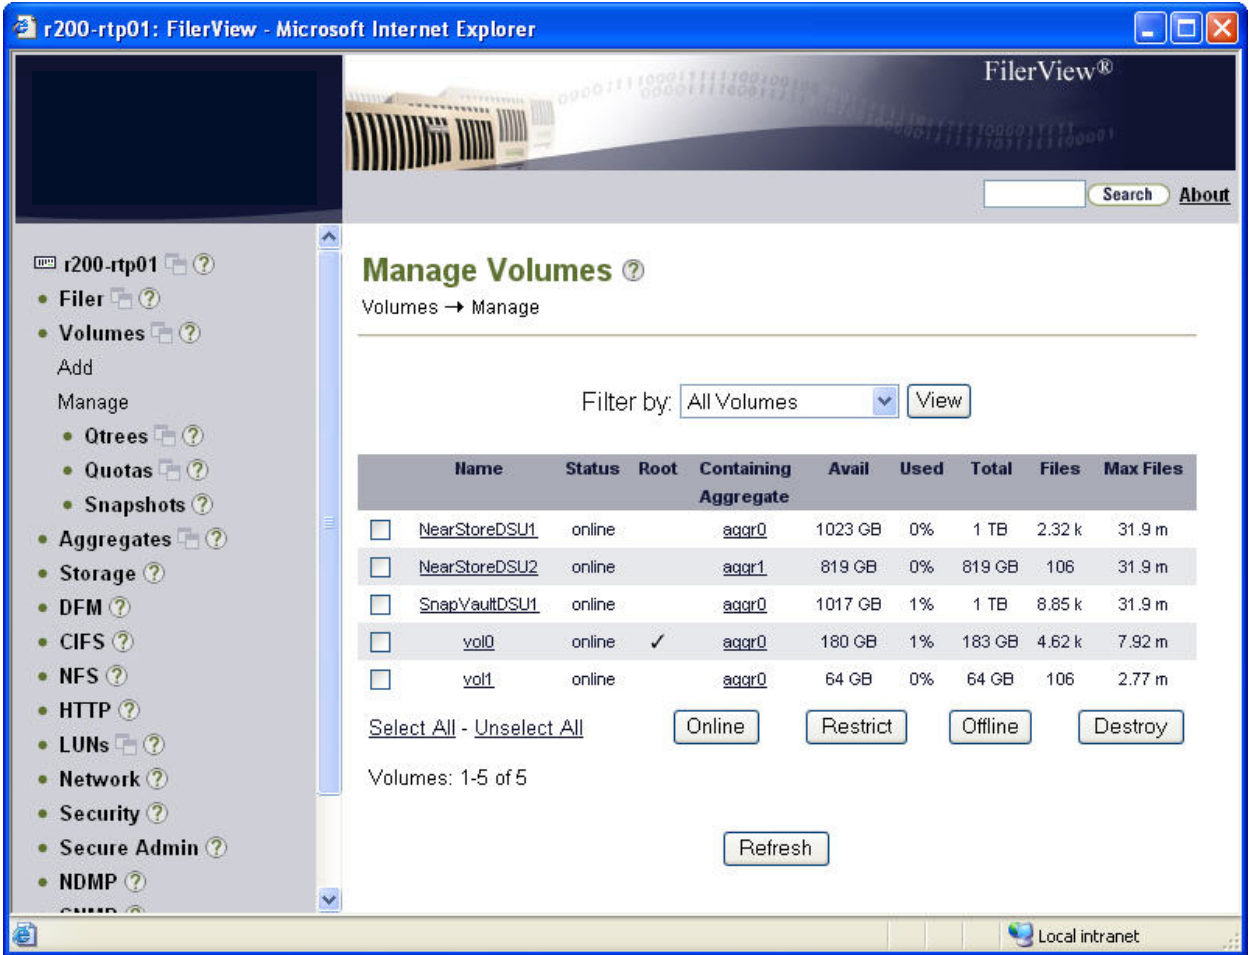 r200-rtp01: FilerView - Microsoft Internet Explorer
FilerView®
Search About
r200-rtp01 ?
Filer ?
Volumes ?
Add
Manage
Qtrees ?
Quotas ?
Snapshots ?
Aggregates ?
Storage ?
DFM ?
CIFS ?
NFS ?
HTTP ?
LUNs ?
Network ?
Security ?
Secure Admin ?
NDMP ?
Manage Volumes ?
Volumes → Manage
Filter by: All Volumes View
Name Status Root Containing Aggregate Avail Used Total Files Max Files
NearStoreDSU1 online aggr0 1023 GB 0% 1 TB 2.32 k 31.9 m
NearStoreDSU2 online aggr1 819 GB 0% 819 GB 106 31.9 m
SnapVaultDSU1 online aggr0 1017 GB 1% 1 TB 8.85 k 31.9 m
vol0 online ✓ aggr0 180 GB 1% 183 GB 4.62 k 7.92 m
vol1 online aggr0 64 GB 0% 64 GB 106 2.77 m
Select All - Unselect All Online Restrict Offline Destroy
Volumes: 1-5 of 5
Refresh
Local intranet